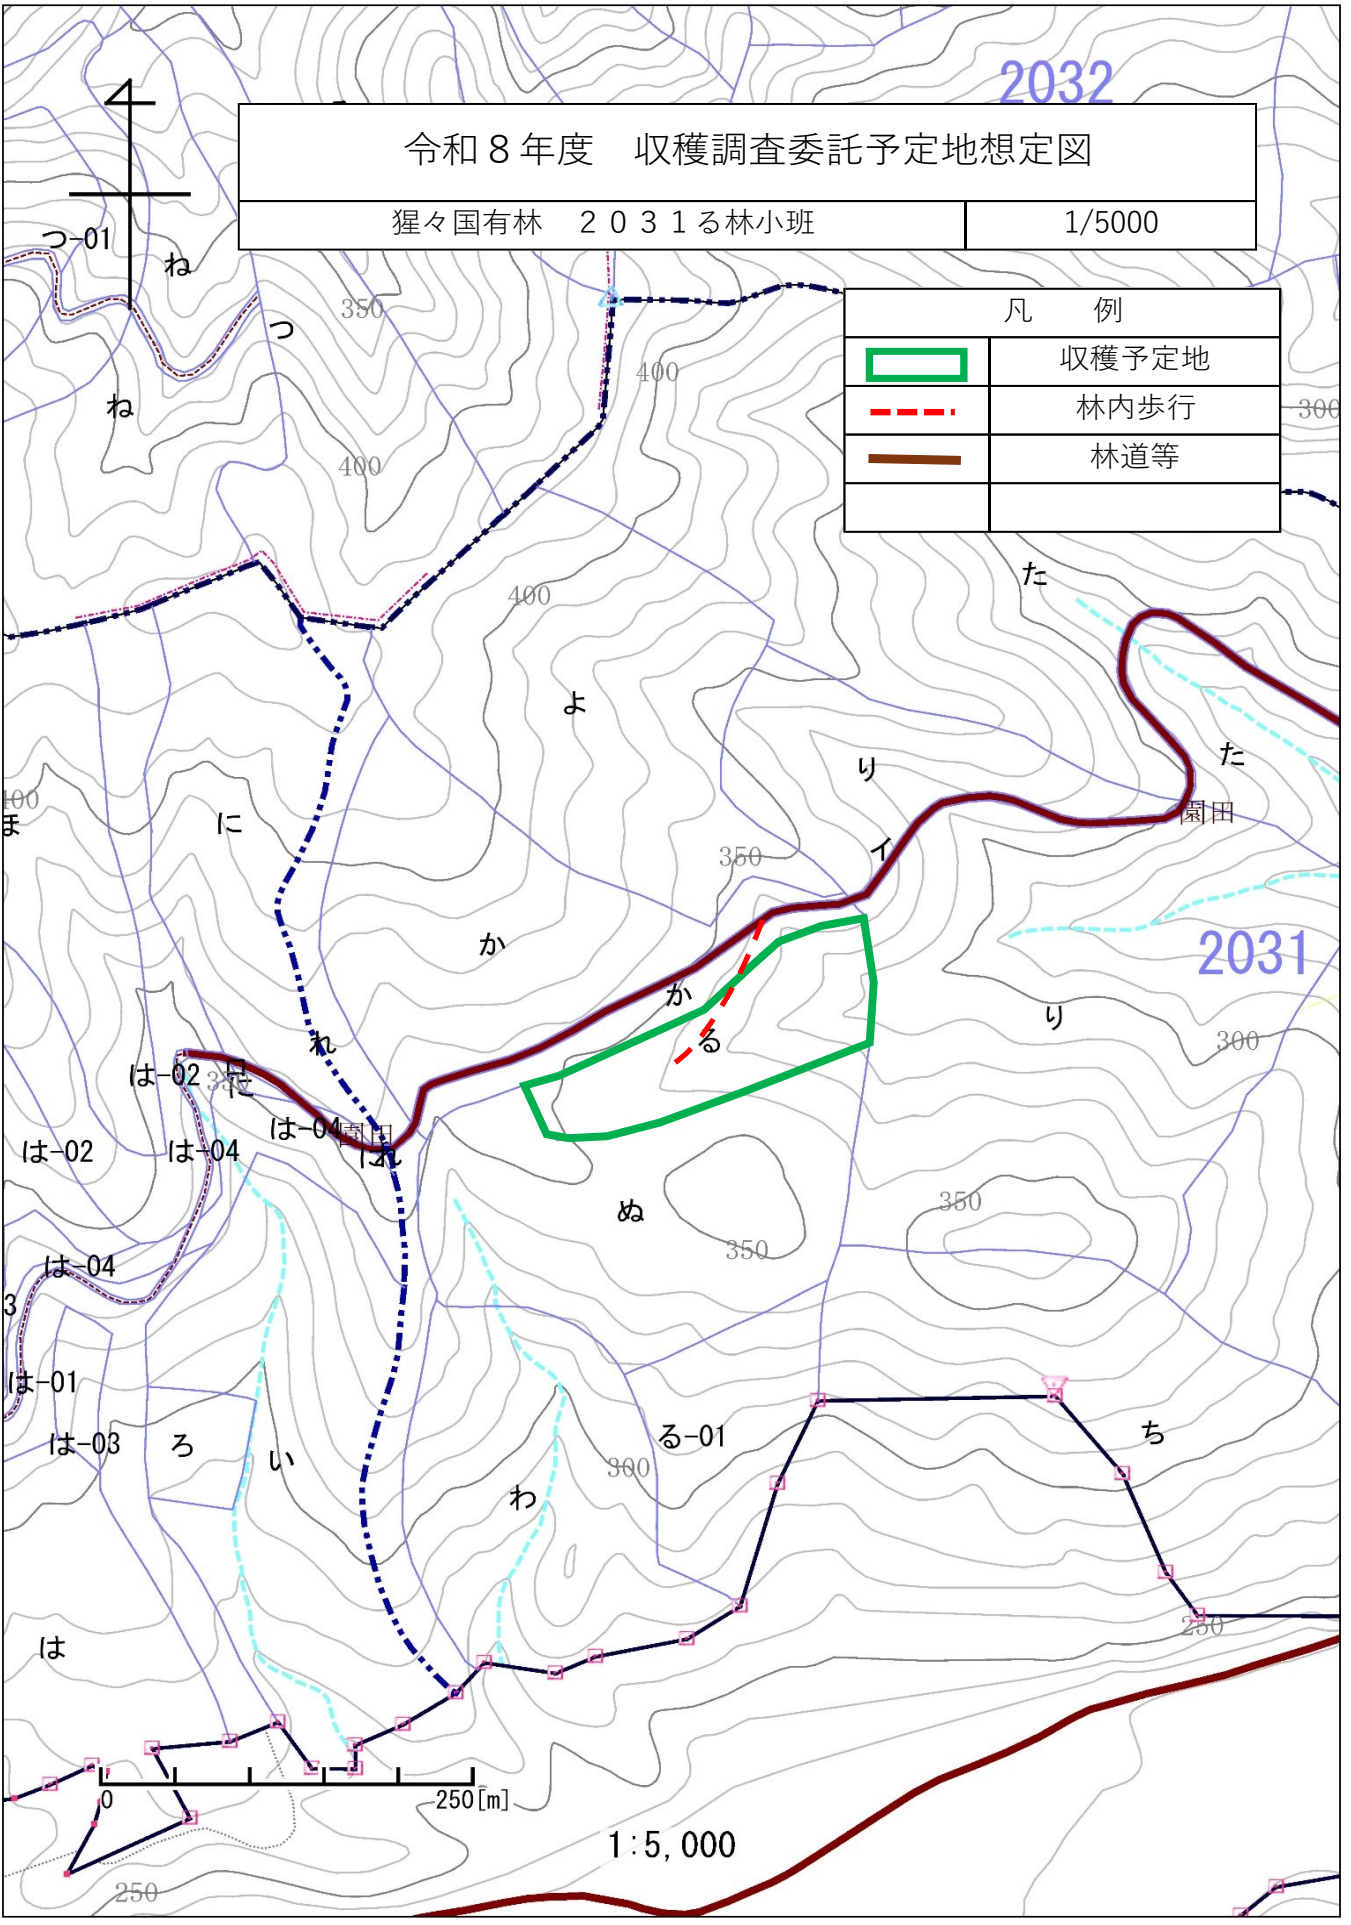 2032
令和８年度　収穫調査委託予定地想定図
猩々国有林　２０３１る林小班
1/5000
つ-01
ね
350
つ
凡　　例
収穫予定地
林内歩行
林道等
400
300
ね
400
た
400
よ
り
た
400
に
園田
350
イ
か
2031
か
り
れ
る
300
は-02
350
は-04
園田
は-02
は-04
ぬ
350
350
は-04
3
は-01
は-03
ろ
い
る-01
ち
300
わ
250
は
0
250[m]
1:5,000
250